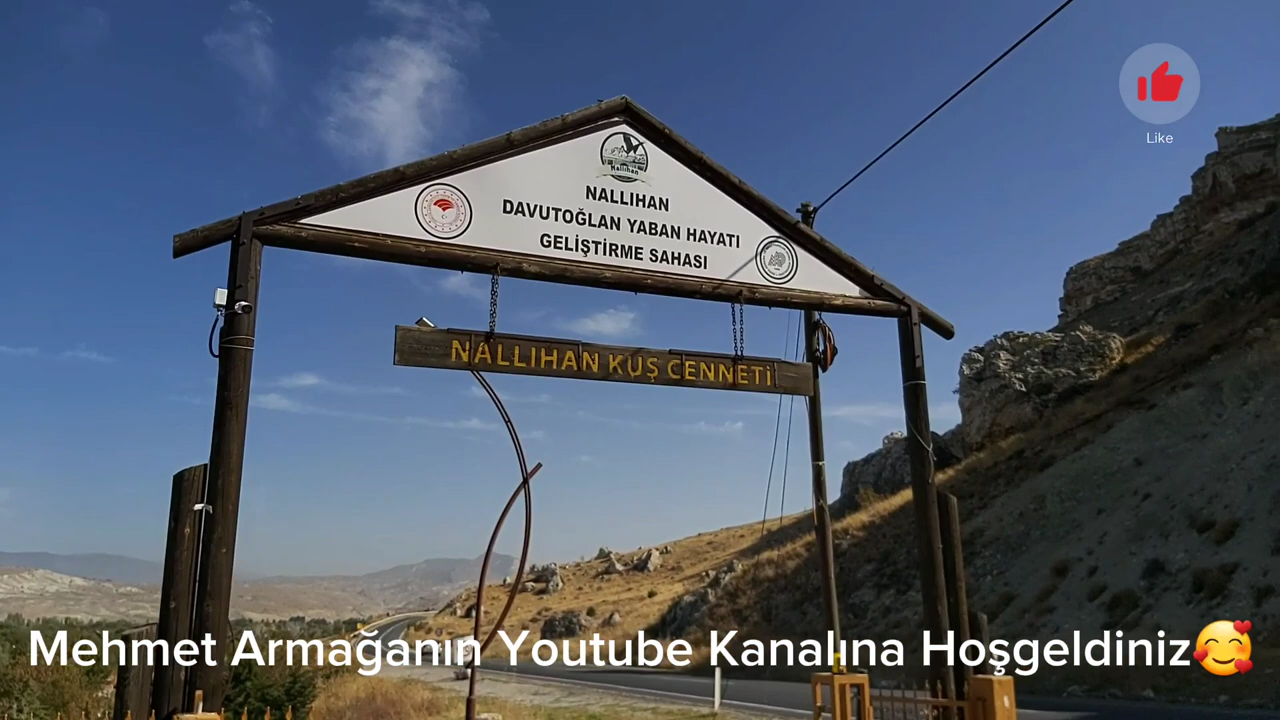 Like
Nallıhan
NALLIHAN
DAVUTOĞLAN YABAN HAYATI
GELİŞTİRME SAHASI
NALLIHAN KUŞ CENNETİ
Mehmet Armağanın Youtube Kanalına Hoşgeldiniz🥰